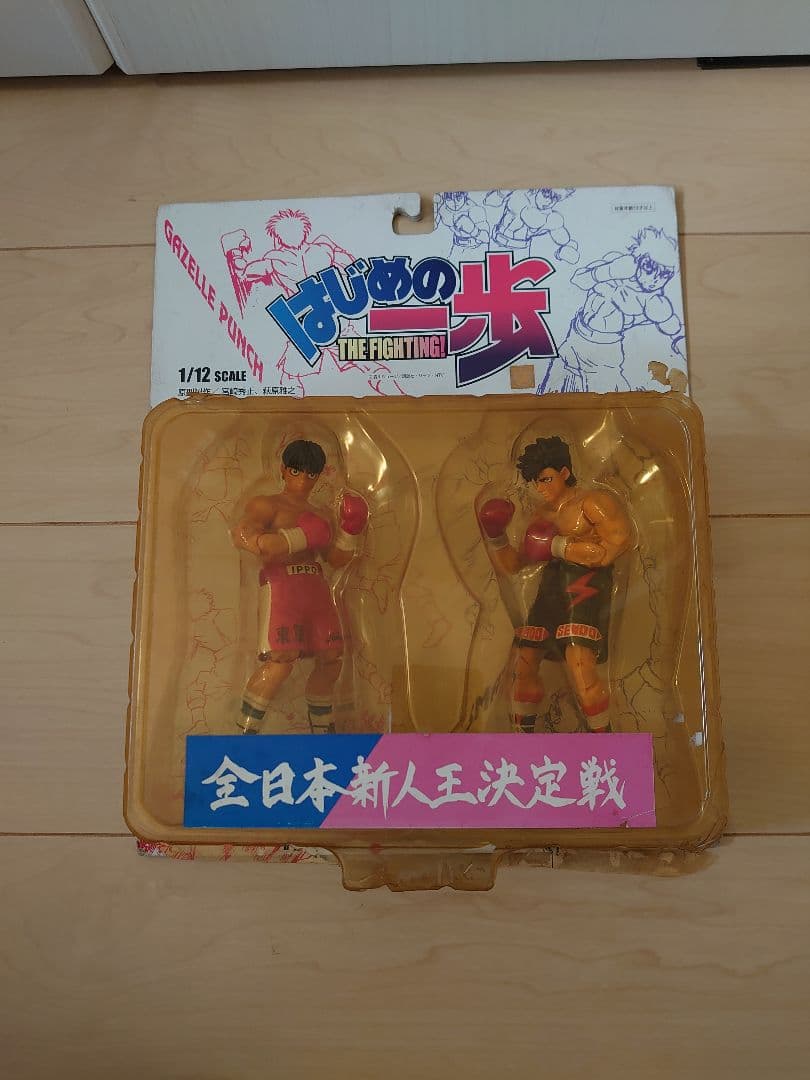 GAZELLE PUNCH
はじめの一歩
THE FIGHTING!
1/12 SCALE
IPPO
SENDO
全日本新人王決定戦